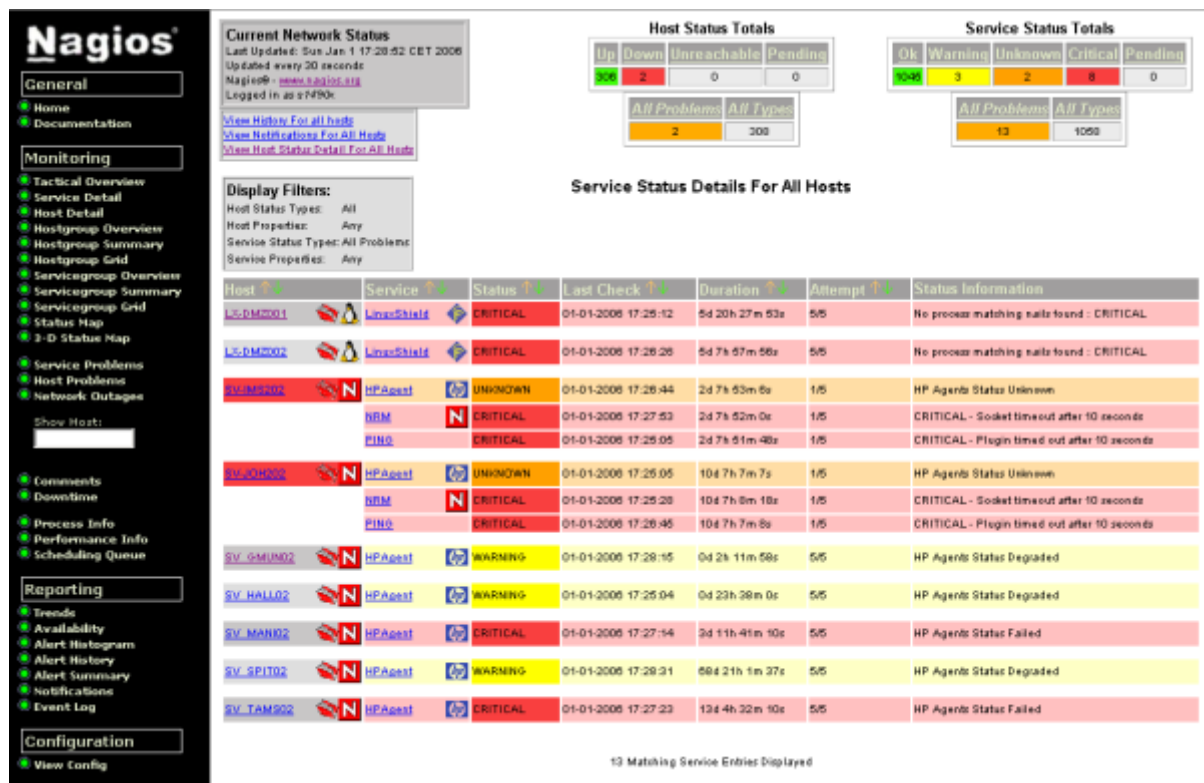 Nagios®
General
Home
Documentation
Monitoring
Tactical Overview
Service Detail
Host Detail
Hostgroup Overview
Hostgroup Summary
Hostgroup Grid
Servicegroup Overview
Servicegroup Summary
Servicegroup Grid
Status Map
3-D Status Map
Service Problems
Host Problems
Network Outages
Show Host:
Comments
Downtime
Process Info
Performance Info
Scheduling Queue
Reporting
Trends
Availability
Alert Histogram
Alert History
Alert Summary
Notifications
Event Log
Configuration
View Config
Current Network Status
Last Updated: Sun Jan 1 17:28:52 CET 2006
Updated every 30 seconds
Nagios® - www.nagios.org
Logged in as
View History For all hosts
View Notifications For All Hosts
View Host Status Detail For All Hosts
Host Status Totals
Up Down Unreachable Pending
306 2 0 0
All Problems All Types
2 308
Service Status Totals
Ok Warning Unknown Critical Pending
1045 3 2 8 0
All Problems All Types
13 1058
Display Filters:
Host Status Types: All
Host Properties: Any
Service Status Types: All Problems
Service Properties: Any
Service Status Details For All Hosts
Host Service Status Last Check Duration Attempt Status Information
LX-DMZ001 LinuxShield CRITICAL 01-01-2006 17:25:12 5d 20h 27m 53s 5/5 No process matching nails found : CRITICAL
LX-DMZ002 LinuxShield CRITICAL 01-01-2006 17:26:26 5d 7h 57m 56s 5/5 No process matching nails found : CRITICAL
SV-IMS202 N HPAgent hp UNKNOWN 01-01-2006 17:26:44 2d 7h 53m 6s 1/5 HP Agents Status Unknown
NRM N CRITICAL 01-01-2006 17:27:53 2d 7h 52m 0s 1/5 CRITICAL - Socket timeout after 10 seconds
PING CRITICAL 01-01-2006 17:25:05 2d 7h 51m 48s 1/5 CRITICAL - Plugin timed out after 10 seconds
SV-JOH202 N HPAgent hp UNKNOWN 01-01-2006 17:25:05 10d 7h 7m 7s 1/5 HP Agents Status Unknown
NRM N CRITICAL 01-01-2006 17:25:28 10d 7h 8m 18s 1/5 CRITICAL - Socket timeout after 10 seconds
PING CRITICAL 01-01-2006 17:26:46 10d 7h 7m 8s 1/5 CRITICAL - Plugin timed out after 10 seconds
SV_GMUN02 N HPAgent hp WARNING 01-01-2006 17:28:15 0d 2h 11m 58s 5/5 HP Agents Status Degraded
SV_HALL02 N HPAgent hp WARNING 01-01-2006 17:25:04 0d 23h 38m 0s 5/5 HP Agents Status Degraded
SV_MANI02 N HPAgent hp CRITICAL 01-01-2006 17:27:14 3d 11h 41m 10s 5/5 HP Agents Status Failed
SV_SPIT02 N HPAgent hp WARNING 01-01-2006 17:28:31 68d 21h 1m 37s 5/5 HP Agents Status Degraded
SV_TAMS02 N HPAgent hp CRITICAL 01-01-2006 17:27:23 13d 4h 32m 10s 5/5 HP Agents Status Failed
13 Matching Service Entries Displayed